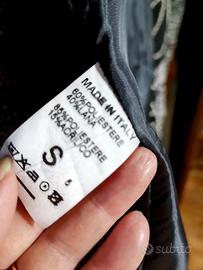 MADE IN ITALY
60%POLIESTERE
40%LANA
85%POLIESTERE
15%ACRILICO
S
subito